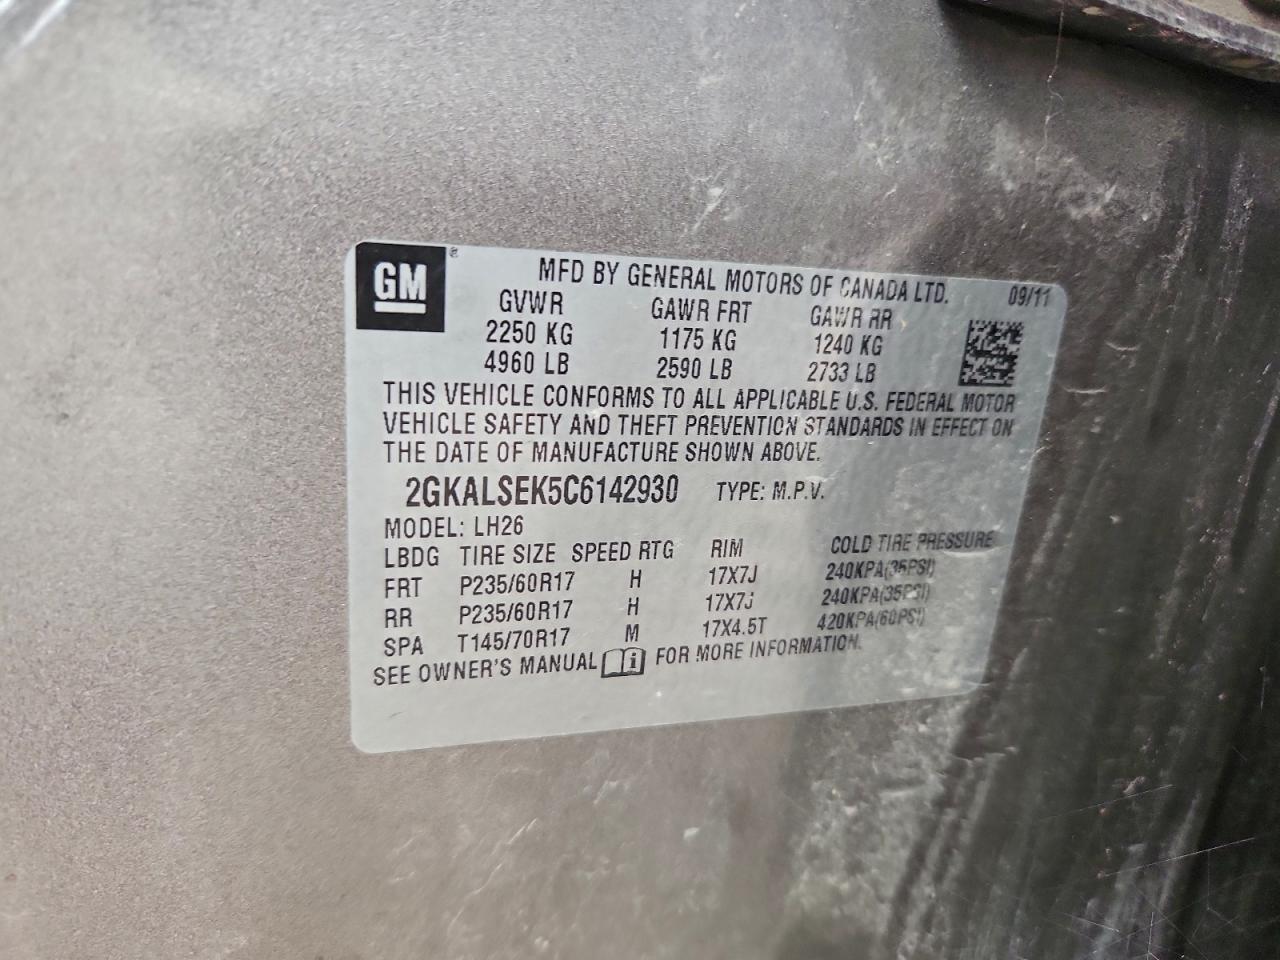 GM ®
MFD BY GENERAL MOTORS OF CANADA LTD. 09/11
GVWR GAWR FRT GAWR RR
2250 KG 1175 KG 1240 KG
4960 LB 2590 LB 2733 LB
THIS VEHICLE CONFORMS TO ALL APPLICABLE U.S. FEDERAL MOTOR
VEHICLE SAFETY AND THEFT PREVENTION STANDARDS IN EFFECT ON
THE DATE OF MANUFACTURE SHOWN ABOVE.
2GKALSEK5C6142930 TYPE: M.P.V.
MODEL: LH26
LBDG TIRE SIZE SPEED RTG RIM COLD TIRE PRESSURE
FRT P235/60R17 H 17X7J 240KPA(35PSI)
RR P235/60R17 H 17X7J 240KPA(35PSI)
SPA T145/70R17 M 17X4.5T 420KPA(60PSI)
SEE OWNER'S MANUAL i FOR MORE INFORMATION.